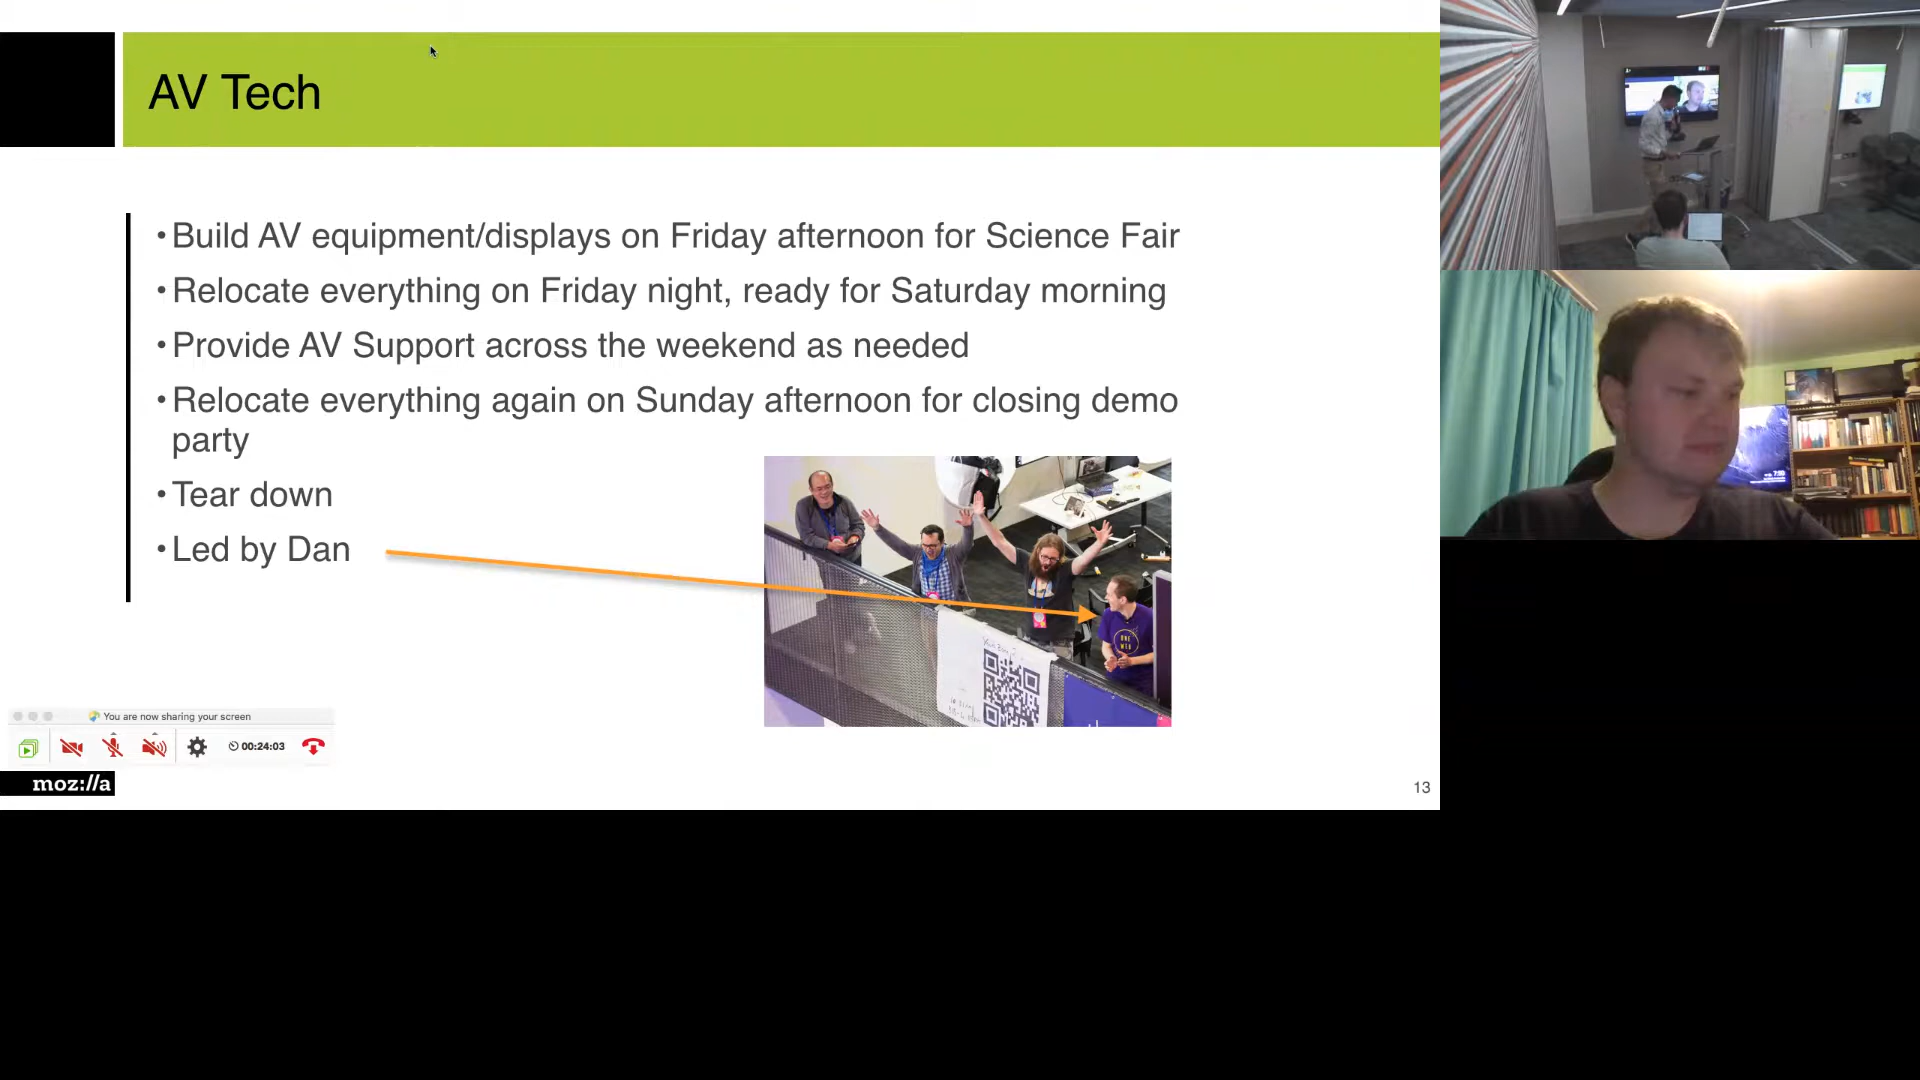 AV Tech
•Build AV equipment/displays on Friday afternoon for Science Fair
•Relocate everything on Friday night, ready for Saturday morning
•Provide AV Support across the weekend as needed
•Relocate everything again on Sunday afternoon for closing demo
party
•Tear down
•Led by Dan
You are now sharing your screen
00:24:03
moz://a
13